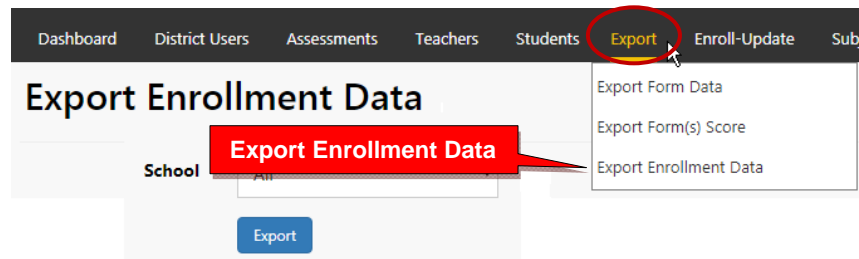 Dashboard District Users Assessments Teachers Students Export Enroll-Update Sub
Export Enrollment Data
Export Form Data
Export Form(s) Score
Export Enrollment Data
Export Enrollment Data
School All
Export